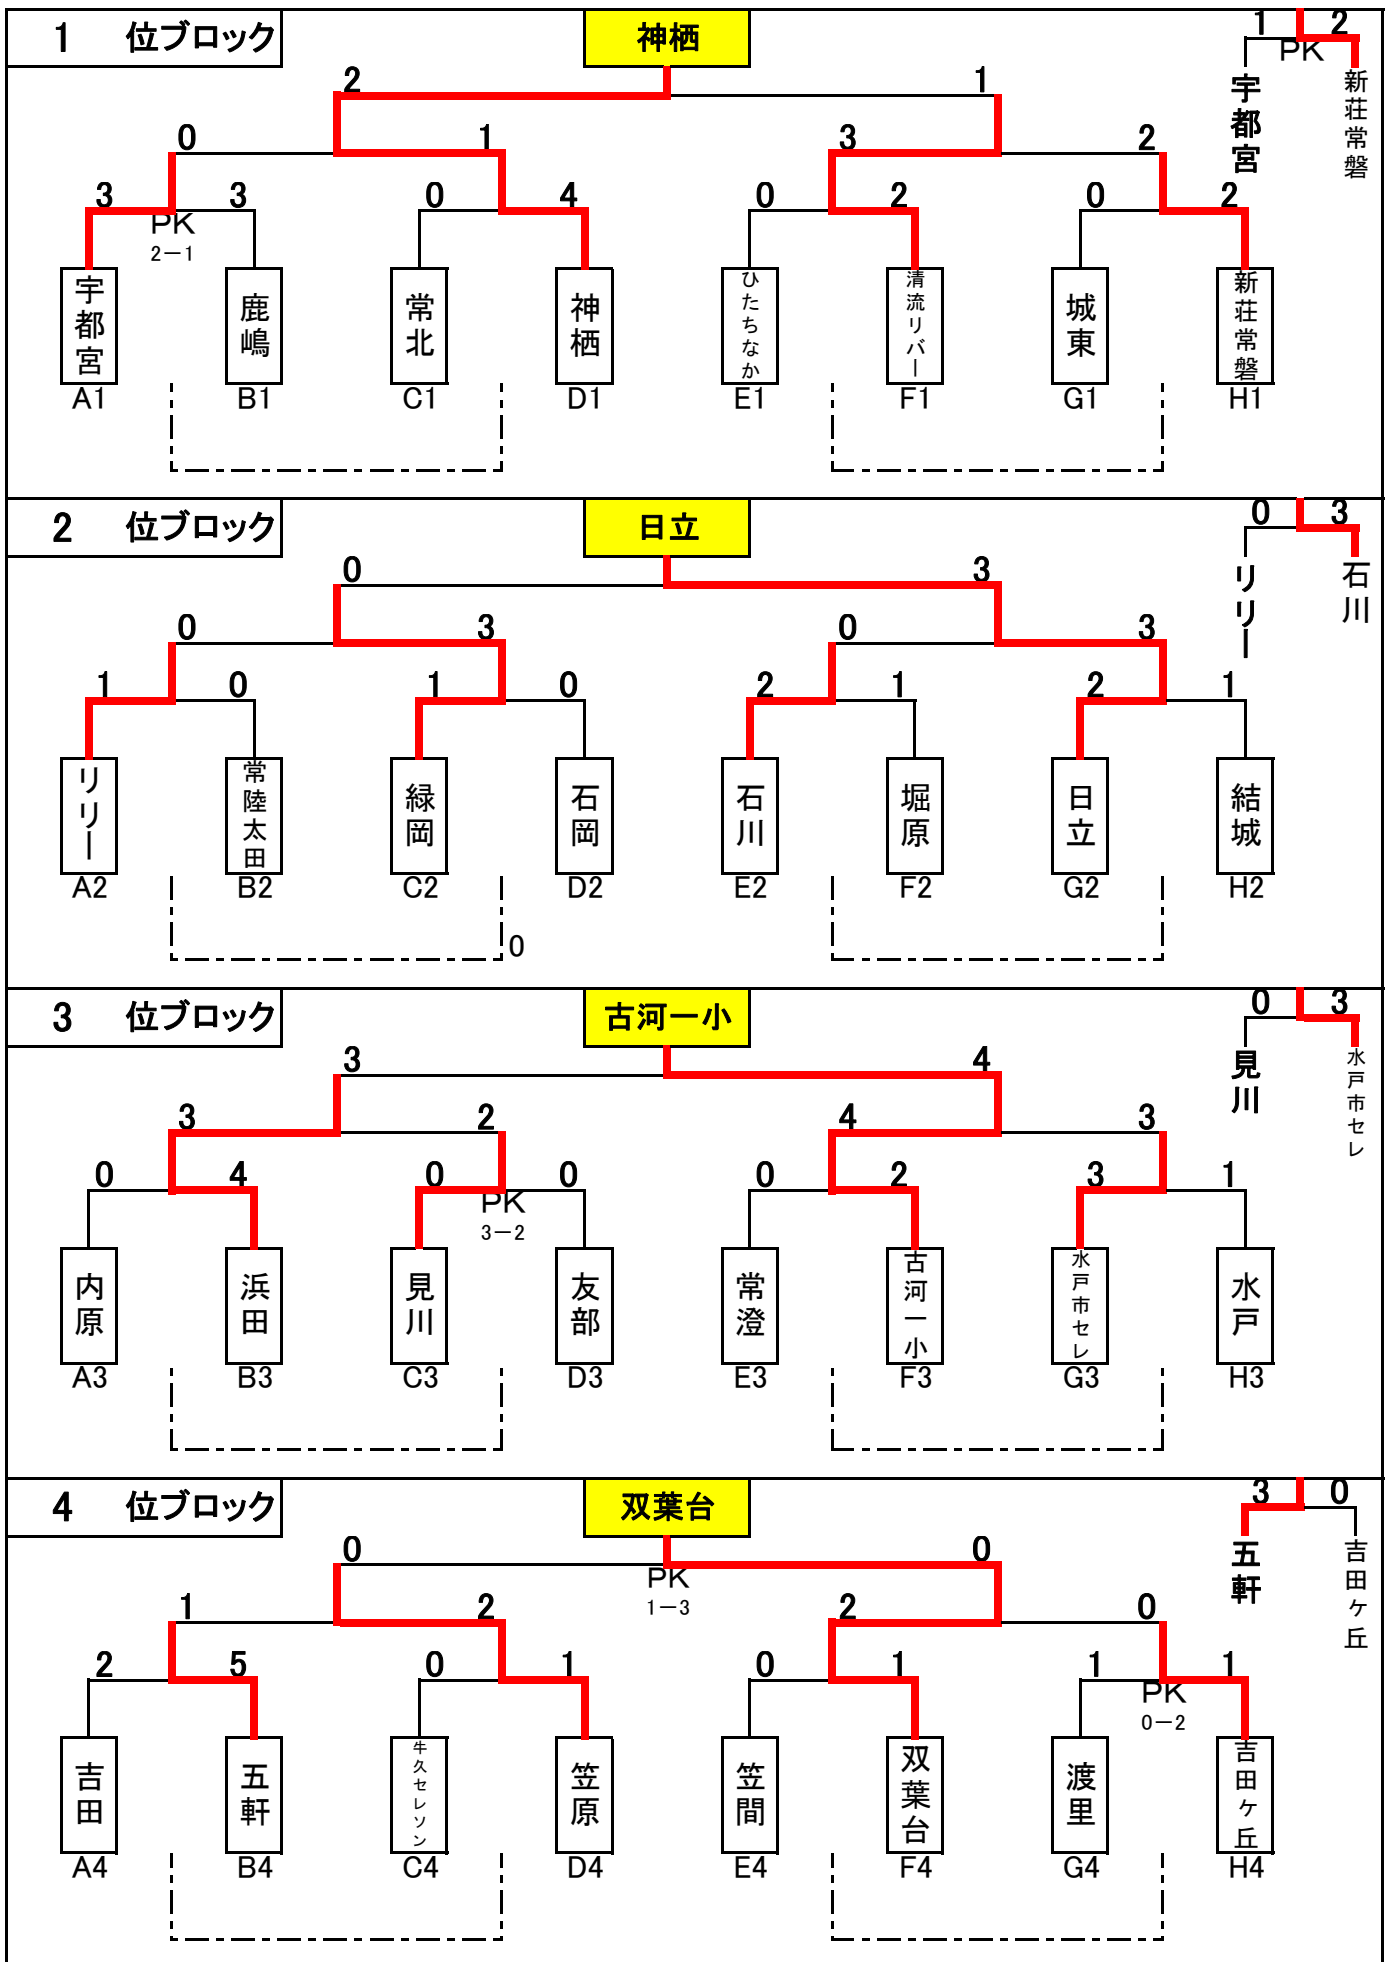 1 位ブロック
神栖
1 2
PK
宇都宮
新荘常磐
2 1
0 1 3 2
3 3 0 4 0 2 0 2
PK
2－1
宇都宮
鹿嶋
常北
神栖
ひたちなか
清流リバー
城東
新荘常磐
A1 B1 C1 D1 E1 F1 G1 H1
2 位ブロック
日立
0 3
リリー
石川
0 3
0 3 0 3
1 0 1 0 2 1 2 1
リリー
常陸太田
緑岡
石岡
石川
堀原
日立
結城
A2 B2 C2 D2 E2 F2 G2 H2
0
3 位ブロック
古河一小
0 3
見川
水戸市セレ
3 4
3 2 4 3
0 4 0 0 0 2 3 1
PK
3－2
内原
浜田
見川
友部
常澄
古河一小
水戸市セレ
水戸
A3 B3 C3 D3 E3 F3 G3 H3
4 位ブロック
双葉台
3 0
五軒
吉田ヶ丘
0 0
PK
1－3
1 2 2 0
2 5 0 1 0 1 1 1
PK
0－2
吉田
五軒
牛久セレソン
笠原
笠間
双葉台
渡里
吉田ヶ丘
A4 B4 C4 D4 E4 F4 G4 H4